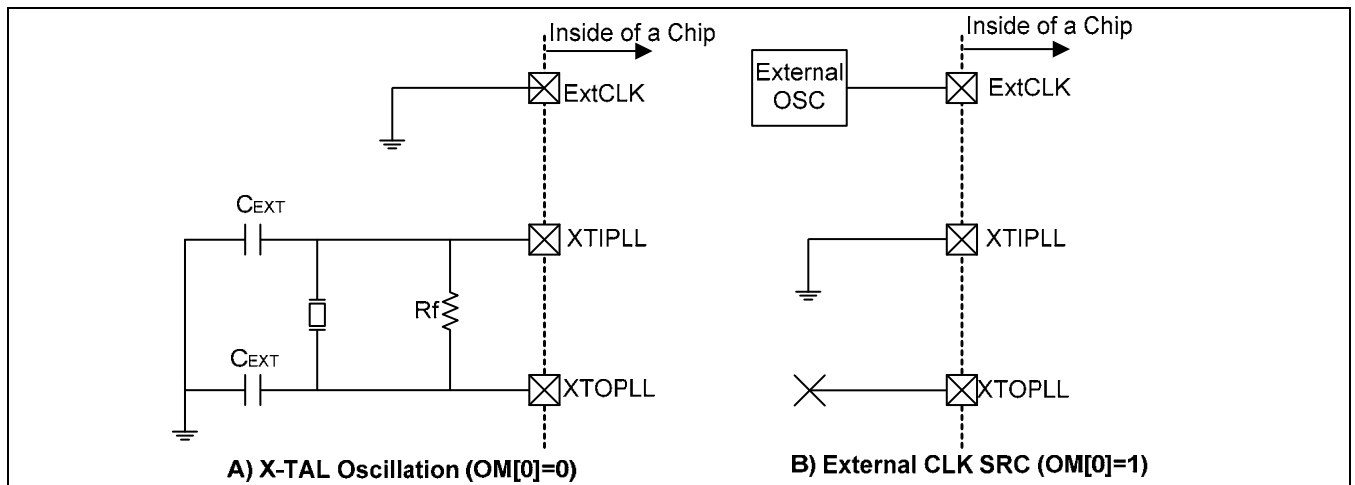 Inside of a Chip
ExtCLK
CEXT
XTIPLL
Rf
CEXT
XTOPLL
A) X-TAL Oscillation (OM[0]=0)
Inside of a Chip
External
OSC
ExtCLK
XTIPLL
XTOPLL
B) External CLK SRC (OM[0]=1)